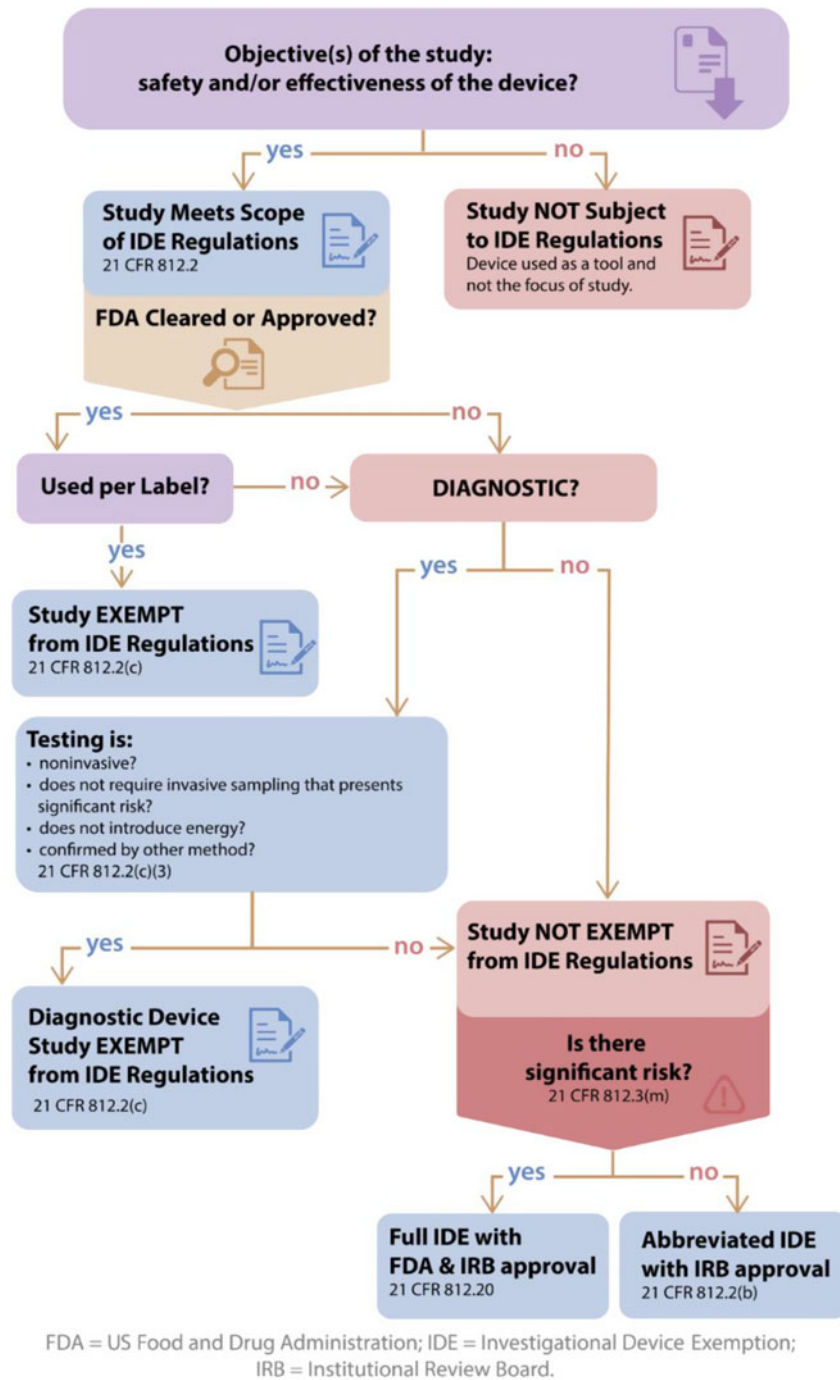 Objective(s) of the study:
safety and/or effectiveness of the device?
yes
no
Study Meets Scope
of IDE Regulations
21 CFR 812.2
Study NOT Subject
to IDE Regulations
Device used as a tool and
not the focus of study.
FDA Cleared or Approved?
yes
no
Used per Label?
no
DIAGNOSTIC?
yes
yes
no
Study EXEMPT
from IDE Regulations
21 CFR 812.2(c)
Testing is:
• noninvasive?
• does not require invasive sampling that presents
significant risk?
• does not introduce energy?
• confirmed by other method?
21 CFR 812.2(c)(3)
yes
no
Study NOT EXEMPT
from IDE Regulations
Diagnostic Device
Study EXEMPT
from IDE Regulations
21 CFR 812.2(c)
Is there
significant risk?
21 CFR 812.3(m)
yes
no
Full IDE with
FDA & IRB approval
21 CFR 812.20
Abbreviated IDE
with IRB approval
21 CFR 812.2(b)
FDA = US Food and Drug Administration; IDE = Investigational Device Exemption;
IRB = Institutional Review Board.